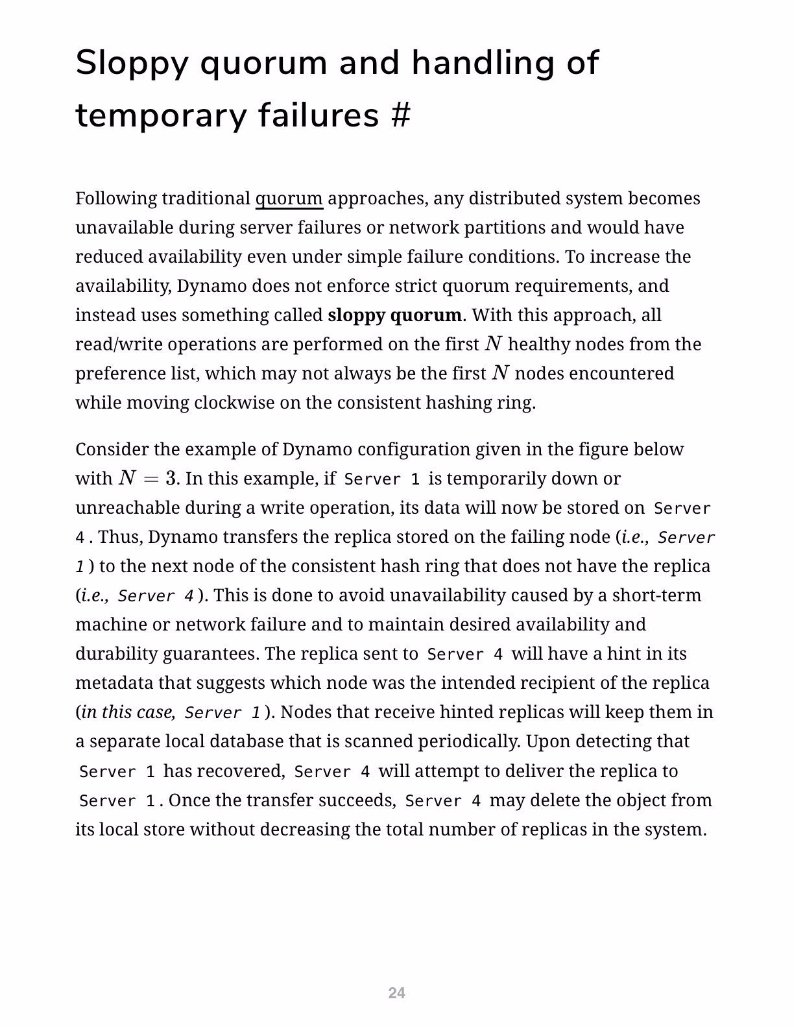 Sloppy quorum and handling of
temporary failures #
Following traditional quorum approaches, any distributed system becomes
unavailable during server failures or network partitions and would have
reduced availability even under simple failure conditions. To increase the
availability, Dynamo does not enforce strict quorum requirements, and
instead uses something called sloppy quorum. With this approach, all
read/write operations are performed on the first N healthy nodes from the
preference list, which may not always be the first N nodes encountered
while moving clockwise on the consistent hashing ring.
Consider the example of Dynamo configuration given in the figure below
with N = 3. In this example, if Server 1 is temporarily down or
unreachable during a write operation, its data will now be stored on Server
4. Thus, Dynamo transfers the replica stored on the failing node (i.e., Server
1) to the next node of the consistent hash ring that does not have the replica
(i.e., Server 4). This is done to avoid unavailability caused by a short-term
machine or network failure and to maintain desired availability and
durability guarantees. The replica sent to Server 4 will have a hint in its
metadata that suggests which node was the intended recipient of the replica
(in this case, Server 1). Nodes that receive hinted replicas will keep them in
a separate local database that is scanned periodically. Upon detecting that
Server 1 has recovered, Server 4 will attempt to deliver the replica to
Server 1. Once the transfer succeeds, Server 4 may delete the object from
its local store without decreasing the total number of replicas in the system.
24